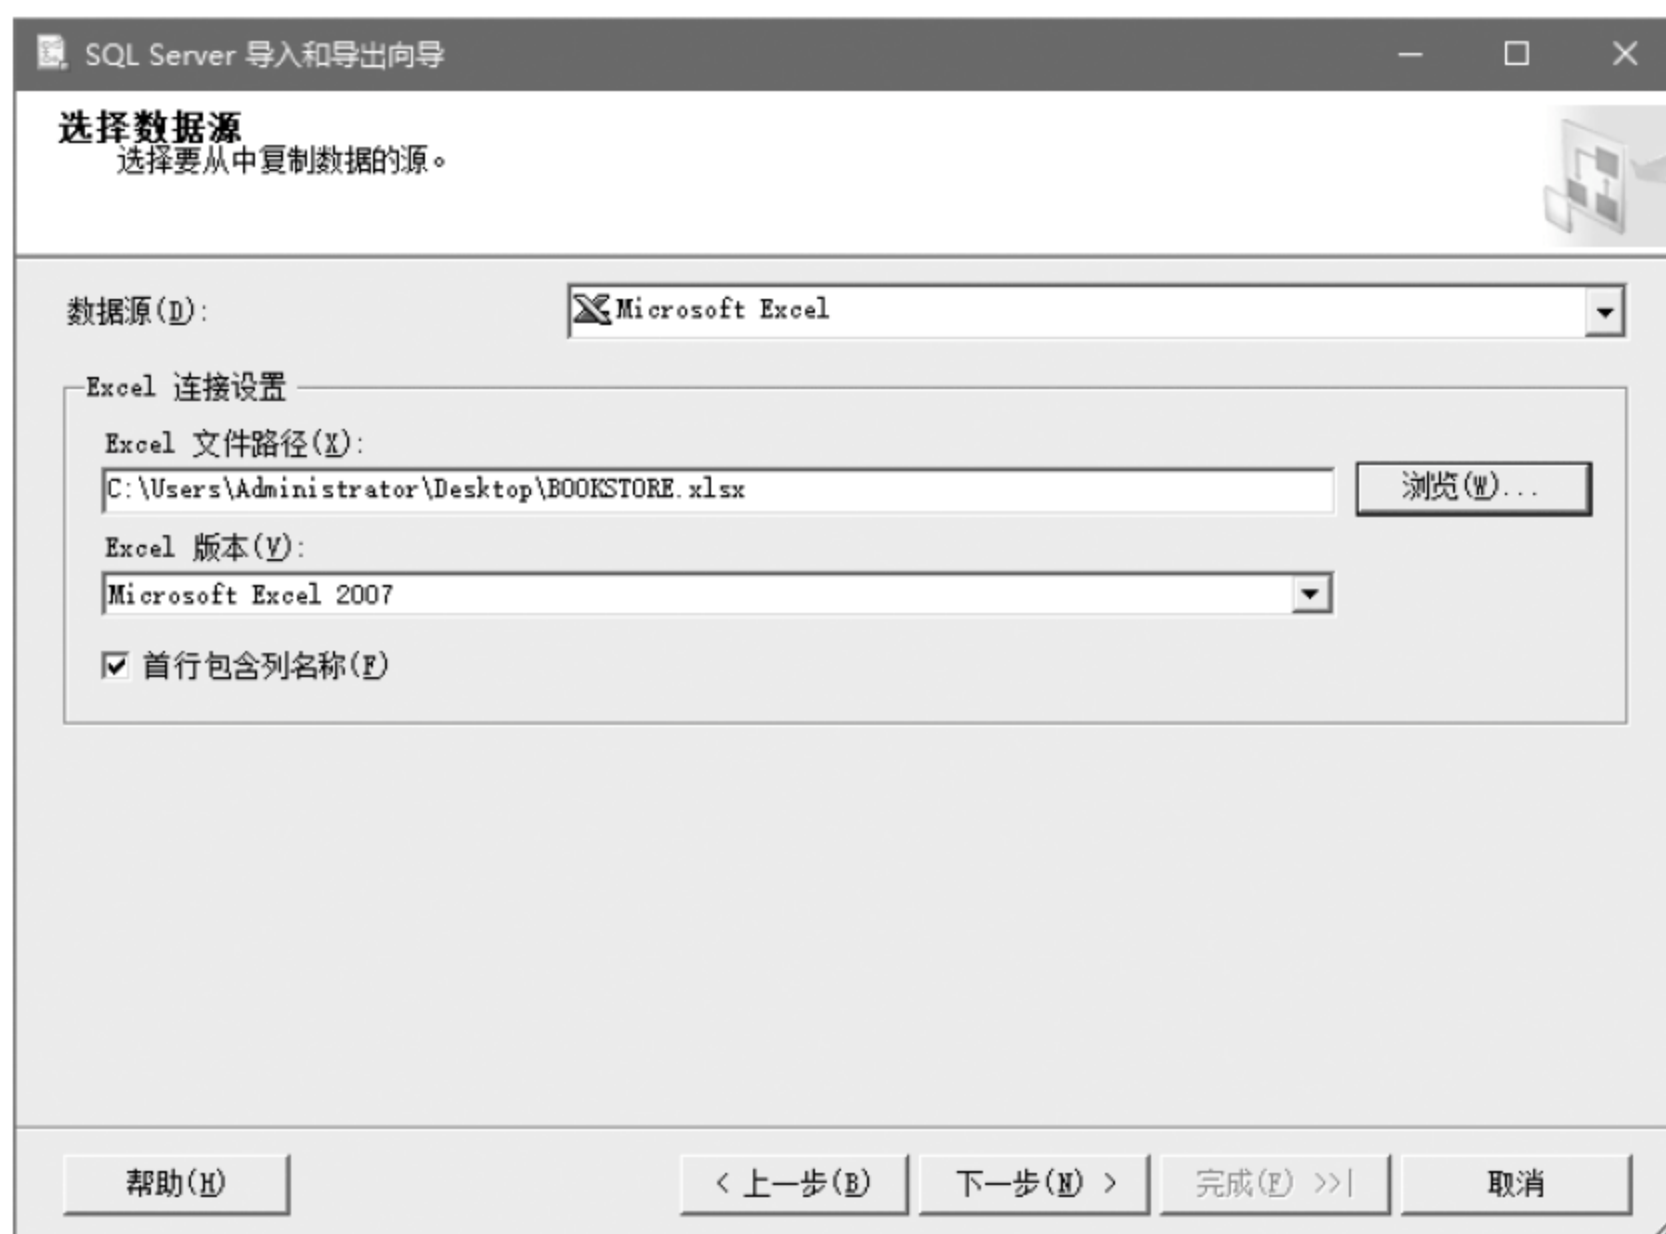 SQL Server 导入和导出向导
选择数据源
选择要从中复制数据的源。
数据源(D):
Microsoft Excel
Excel 连接设置
Excel 文件路径(X):
C:\Users\Administrator\Desktop\BOOKSTORE.xlsx
浏览(W)...
Excel 版本(V):
Microsoft Excel 2007
首行包含列名称(F)
帮助(H)
< 上一步(B)
下一步(N) >
完成(F) >>|
取消